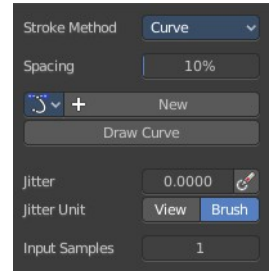 Stroke Method Curve
Spacing 10%
New
Draw Curve
Jitter 0.0000
Jitter Unit View Brush
Input Samples 1